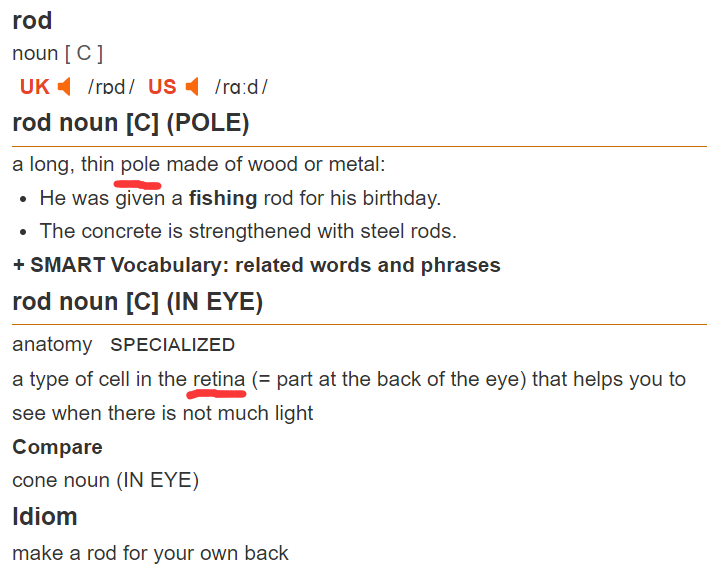 rod
noun [ C ]
UK /rɒd/ US /rɑːd/
rod noun [C] (POLE)
a long, thin pole made of wood or metal:
• He was given a fishing rod for his birthday.
• The concrete is strengthened with steel rods.
+ SMART Vocabulary: related words and phrases
rod noun [C] (IN EYE)
anatomy SPECIALIZED
a type of cell in the retina (= part at the back of the eye) that helps you to
see when there is not much light
Compare
cone noun (IN EYE)
Idiom
make a rod for your own back